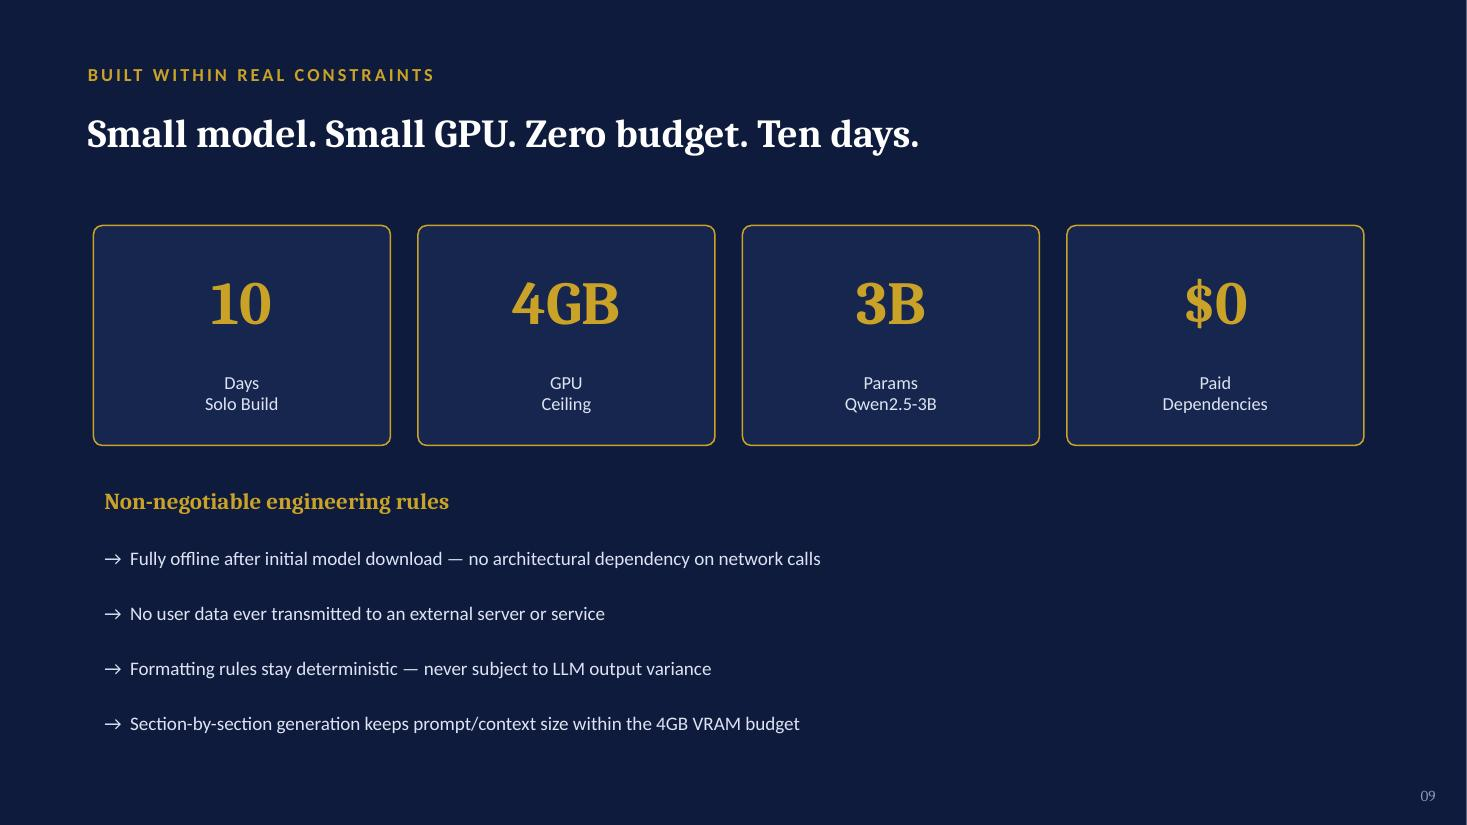 BUILT WITHIN REAL CONSTRAINTS
Small model. Small GPU. Zero budget. Ten days.
10
Days
Solo Build
4GB
GPU
Ceiling
3B
Params
Qwen2.5-3B
$0
Paid
Dependencies
Non-negotiable engineering rules
→ Fully offline after initial model download — no architectural dependency on network calls
→ No user data ever transmitted to an external server or service
→ Formatting rules stay deterministic — never subject to LLM output variance
→ Section-by-section generation keeps prompt/context size within the 4GB VRAM budget
09